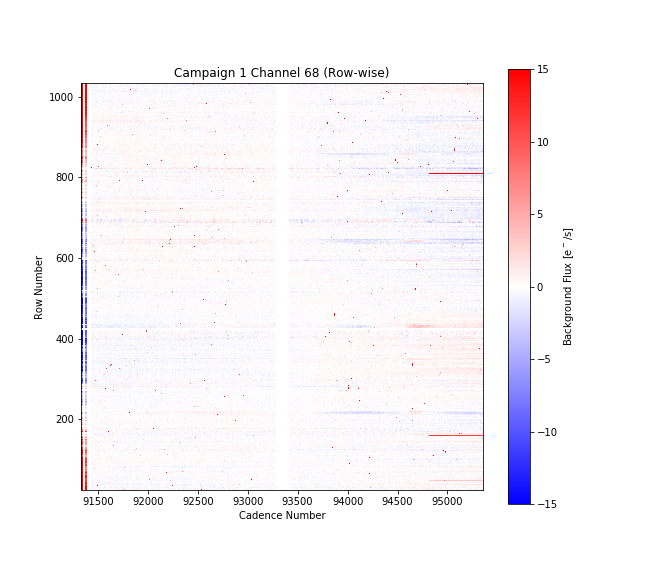 Campaign 1 Channel 68 (Row-wise)
1000
800
600
400
200
Row Number
91500 92000 92500 93000 93500 94000 94500 95000
Cadence Number
15
10
5
0
−5
−10
−15
Background Flux [e⁻/s]